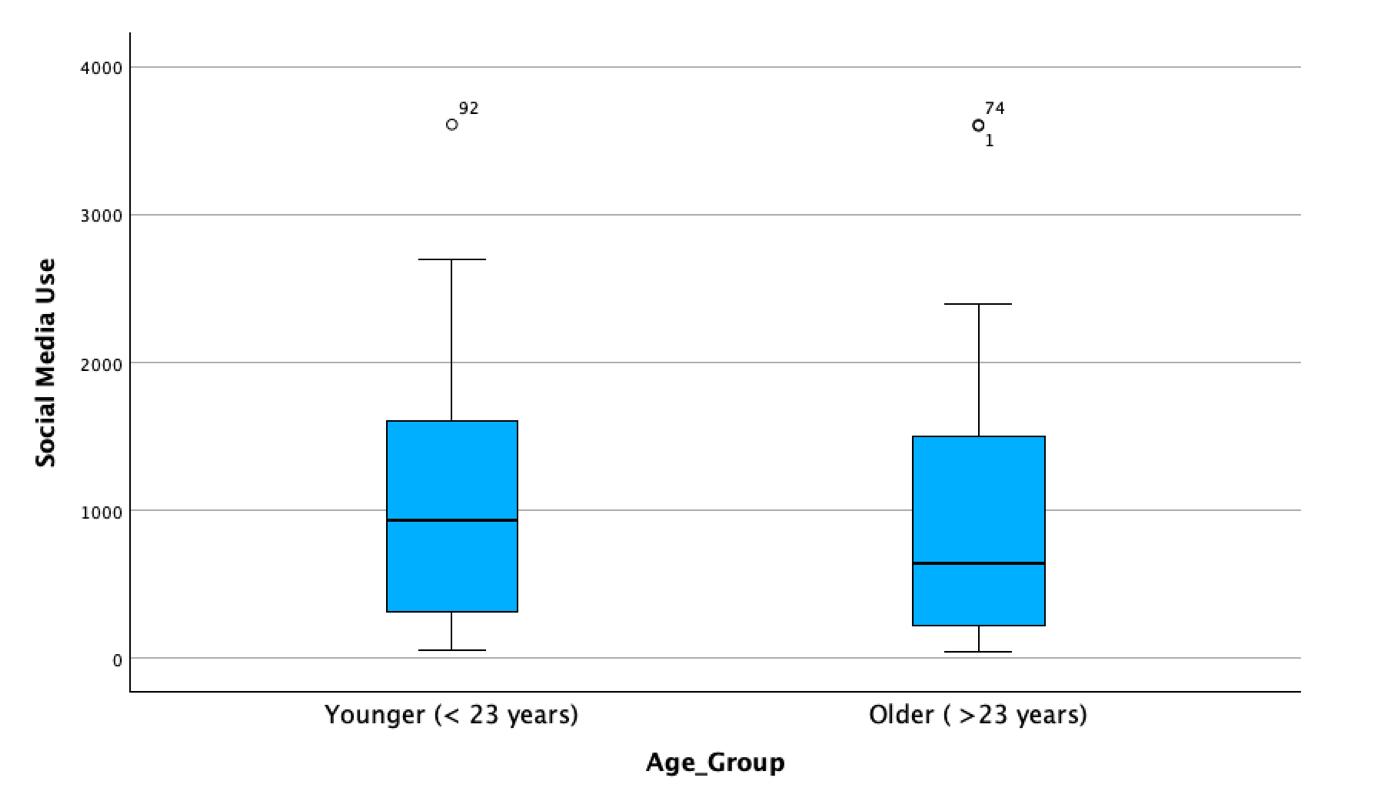 Social Media Use
4000
3000
2000
1000
0
92
74
1
Younger (< 23 years)
Older ( >23 years)
Age_Group